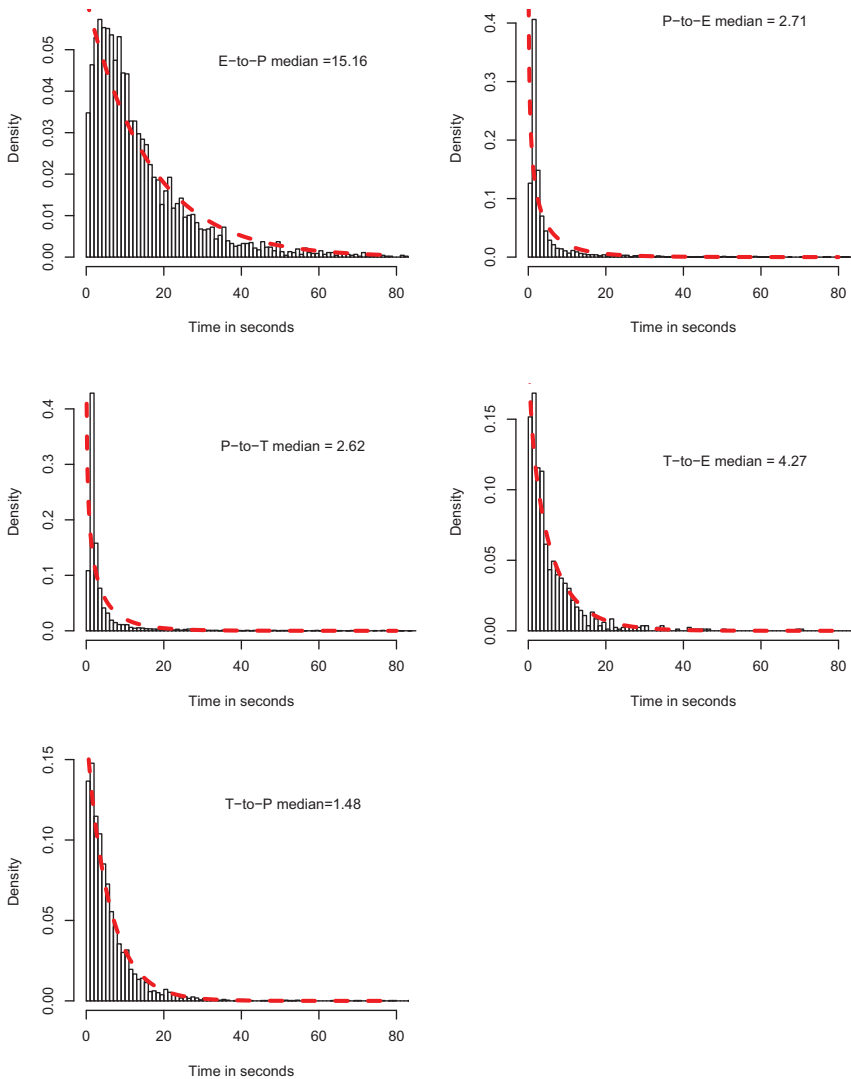 E−to−P median =15.16
Density
0.00 0.01 0.02 0.03 0.04 0.05
0 20 40 60 80
Time in seconds
P−to−E median = 2.71
Density
0.0 0.1 0.2 0.3 0.4
0 20 40 60 80
Time in seconds
P−to−T median = 2.62
Density
0.0 0.1 0.2 0.3 0.4
0 20 40 60 80
Time in seconds
T−to−E median = 4.27
Density
0.00 0.05 0.10 0.15
0 20 40 60 80
Time in seconds
T−to−P median=1.48
Density
0.00 0.05 0.10 0.15
0 20 40 60 80
Time in seconds